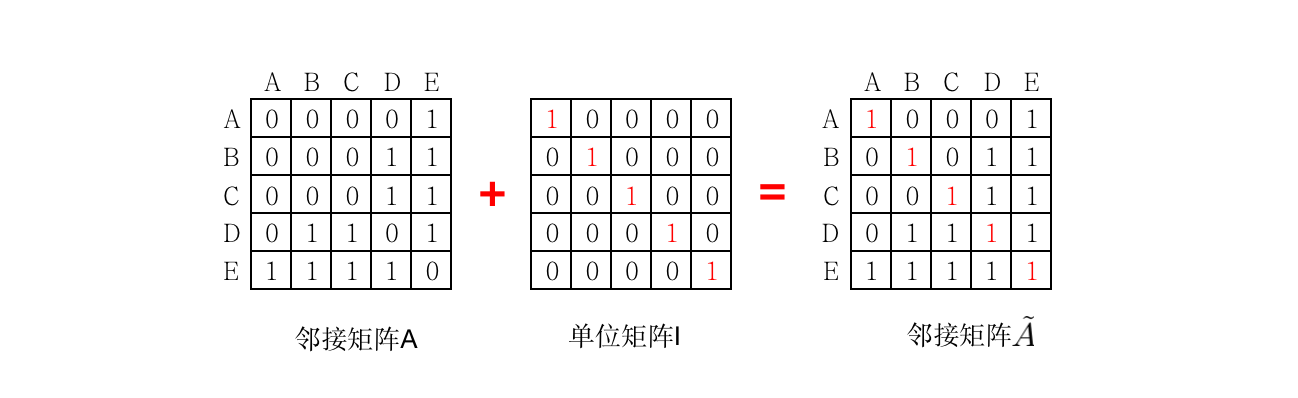 A B C D E A B C D E
A 0 0 0 0 1 1 0 0 0 0 A 1 0 0 0 1
B 0 0 0 1 1 0 1 0 0 0 B 0 1 0 1 1
C 0 0 0 1 1 + 0 0 1 0 0 = C 0 0 1 1 1
D 0 1 1 0 1 0 0 0 1 0 D 0 1 1 1 1
E 1 1 1 1 0 0 0 0 0 1 E 1 1 1 1 1
邻接矩阵A 单位矩阵I 邻接矩阵Ã